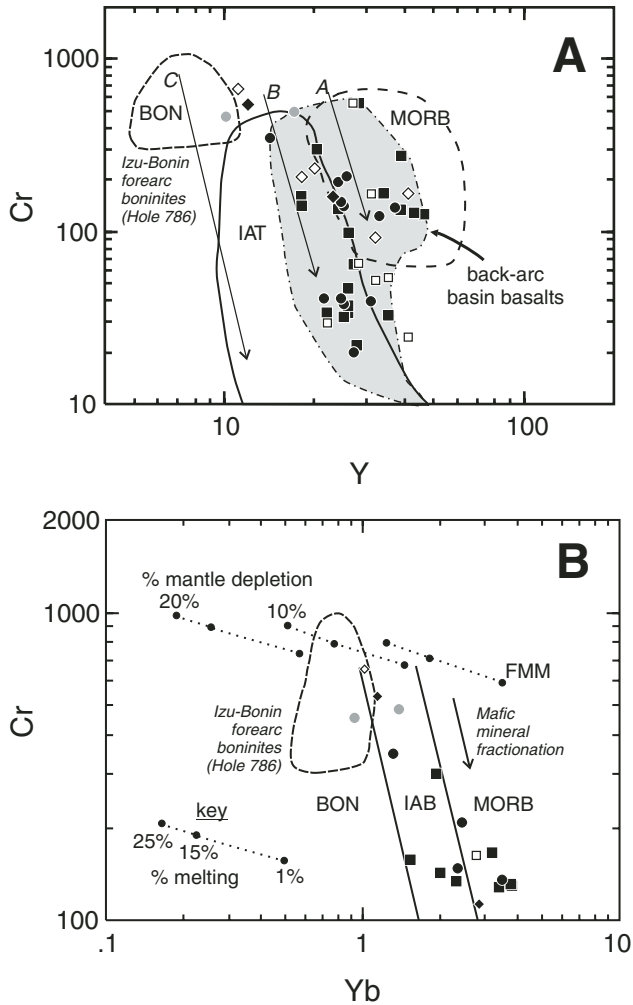 1000
A
C
B
A
BON
MORB
Izu-Bonin
forearc
boninites
(Hole 786)
Cr
100
IAT
back-arc
basin basalts
10
10
100
Y
2000
B
% mantle depletion
20%
10%
1000
FMM
Cr
Izu-Bonin
forearc
boninites
(Hole 786)
Mafic
mineral
fractionation
BON
IAB
MORB
key
25%
15%
1%
% melting
100
.1
1
10
Yb